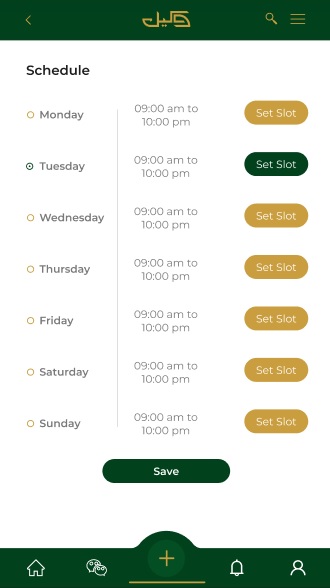 وكيل
Schedule
Monday
09:00 am to
10:00 pm
Set Slot
Tuesday
09:00 am to
10:00 pm
Set Slot
Wednesday
09:00 am to
10:00 pm
Set Slot
Thursday
09:00 am to
10:00 pm
Set Slot
Friday
09:00 am to
10:00 pm
Set Slot
Saturday
09:00 am to
10:00 pm
Set Slot
Sunday
09:00 am to
10:00 pm
Set Slot
Save